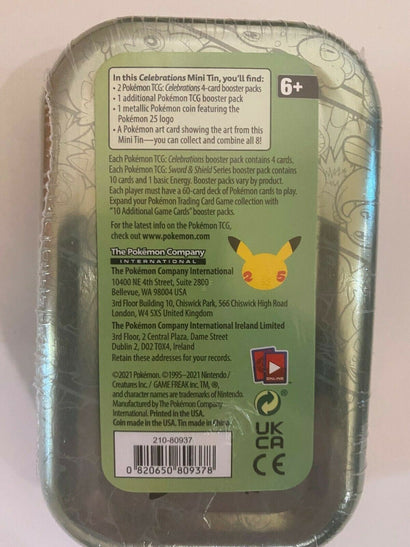 In this Celebrations Mini Tin, you'll find:
• 2 Pokémon TCG: Celebrations 4-card booster packs
• 1 additional Pokémon TCG booster pack
• 1 metallic Pokémon coin featuring the
Pokémon 25 logo
• A Pokémon art card showing the art from this
Mini Tin—you can collect and combine all 8!
6+
Each Pokémon TCG: Celebrations booster pack contains 4 cards.
Each Pokémon TCG: Sword & Shield Series booster pack contains
10 cards and 1 basic Energy. Booster packs vary by product.
Each player must have a 60-card deck of Pokémon cards to play.
Expand your Pokémon Trading Card Game collection with
"10 Additional Game Cards" booster packs.
For the latest info on the Pokémon TCG,
check out www.pokemon.com.
The Pokémon Company
INTERNATIONAL
The Pokémon Company International
10400 NE 4th Street, Suite 2800
Bellevue, WA 98004 USA
3rd Floor Building 10, Chiswick Park, 566 Chiswick High Road
London, W4 5XS United Kingdom
The Pokémon Company International Ireland Limited
3rd Floor, 2 Central Plaza, Dame Street
Dublin 2, D02 T0X4, Ireland
Retain these addresses for your records.
25
ONLINE
©2021 Pokémon. ©1995–2021 Nintendo/
Creatures Inc. / GAME FREAK inc. TM, ®,
and character names are trademarks of Nintendo.
Manufactured by The Pokémon Company
International. Printed in the USA.
Coin made in the USA. Tin made in China.
210-80937
0 820650 809378
UK
CA
CE